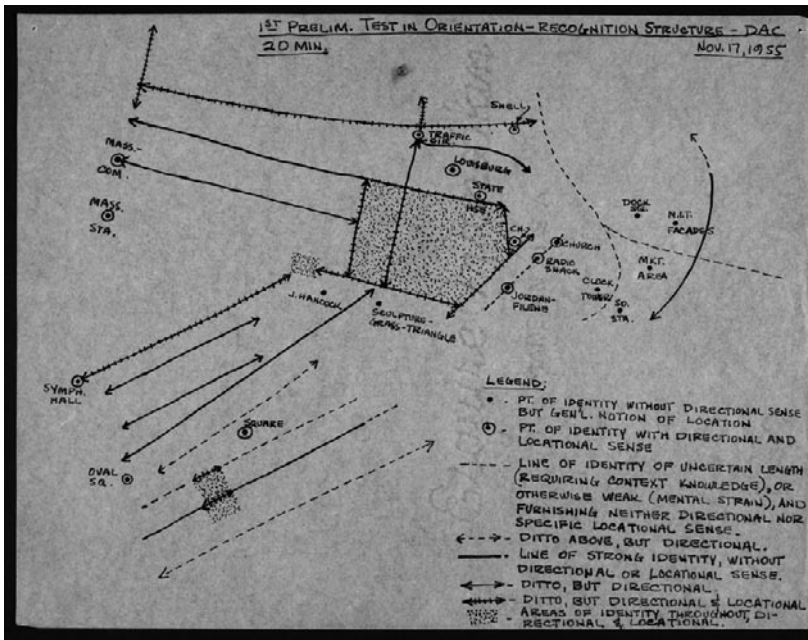 1ST PRELIM. TEST IN ORIENTATION-RECOGNITION STRUCTURE - DAC
20 MIN.
NOV. 17, 1955
SHELL
TRAFFIC
CIR.
MASS.-
COM.
LOUISBURG
STATE
HSE.
MASS.
STA.
DOCK
SQ.
N.E.
FACADES
CH.
CHURCH
RADIO
SHACK
MKT.
AREA
CLOCK
TOWER
J. HANCOCK
SCULPTURE-
GRASS-TRIANGLE
JORDAN-
FILENE
SO.
STA.
SYMPH.
HALL
SQUARE
OVAL
SQ.
LEGEND:
• - PT. OF IDENTITY WITHOUT DIRECTIONAL SENSE
BUT GEN'L. NOTION OF LOCATION
- PT. OF IDENTITY WITH DIRECTIONAL AND
LOCATIONAL SENSE
- LINE OF IDENTITY OF UNCERTAIN LENGTH
(REQUIRING CONTEXT KNOWLEDGE), OR
OTHERWISE WEAK (MENTAL STRAIN), AND
FURNISHING NEITHER DIRECTIONAL NOR
SPECIFIC LOCATIONAL SENSE.
- DITTO ABOVE, BUT DIRECTIONAL.
- LINE OF STRONG IDENTITY, WITHOUT
DIRECTIONAL OR LOCATIONAL SENSE.
- DITTO, BUT DIRECTIONAL.
- DITTO, BUT DIRECTIONAL & LOCATIONAL
- AREAS OF IDENTITY THROUGHOUT, DI-
RECTIONAL & LOCATIONAL.